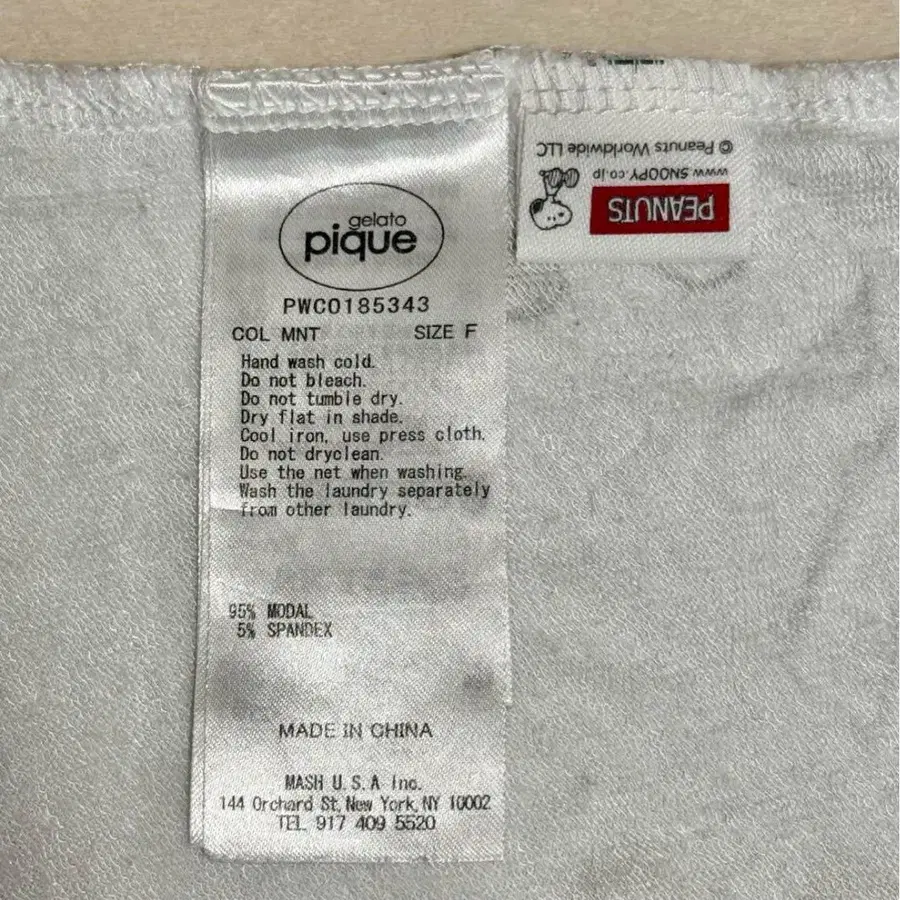 gelato
pique
PWCO185343
COL MNT SIZE F
Hand wash cold.
Do not bleach.
Do not tumble dry.
Dry flat in shade.
Cool iron, use press cloth.
Do not dryclean.
Use the net when washing.
Wash the laundry separately
from other laundry.
95% MODAL
5% SPANDEX
MADE IN CHINA
MASH U.S.A Inc.
144 Orchard St, New York, NY 10002
TEL 917 409 5520
PEANUTS
www.SNOOPY.co.jp
© Peanuts Worldwide LLC